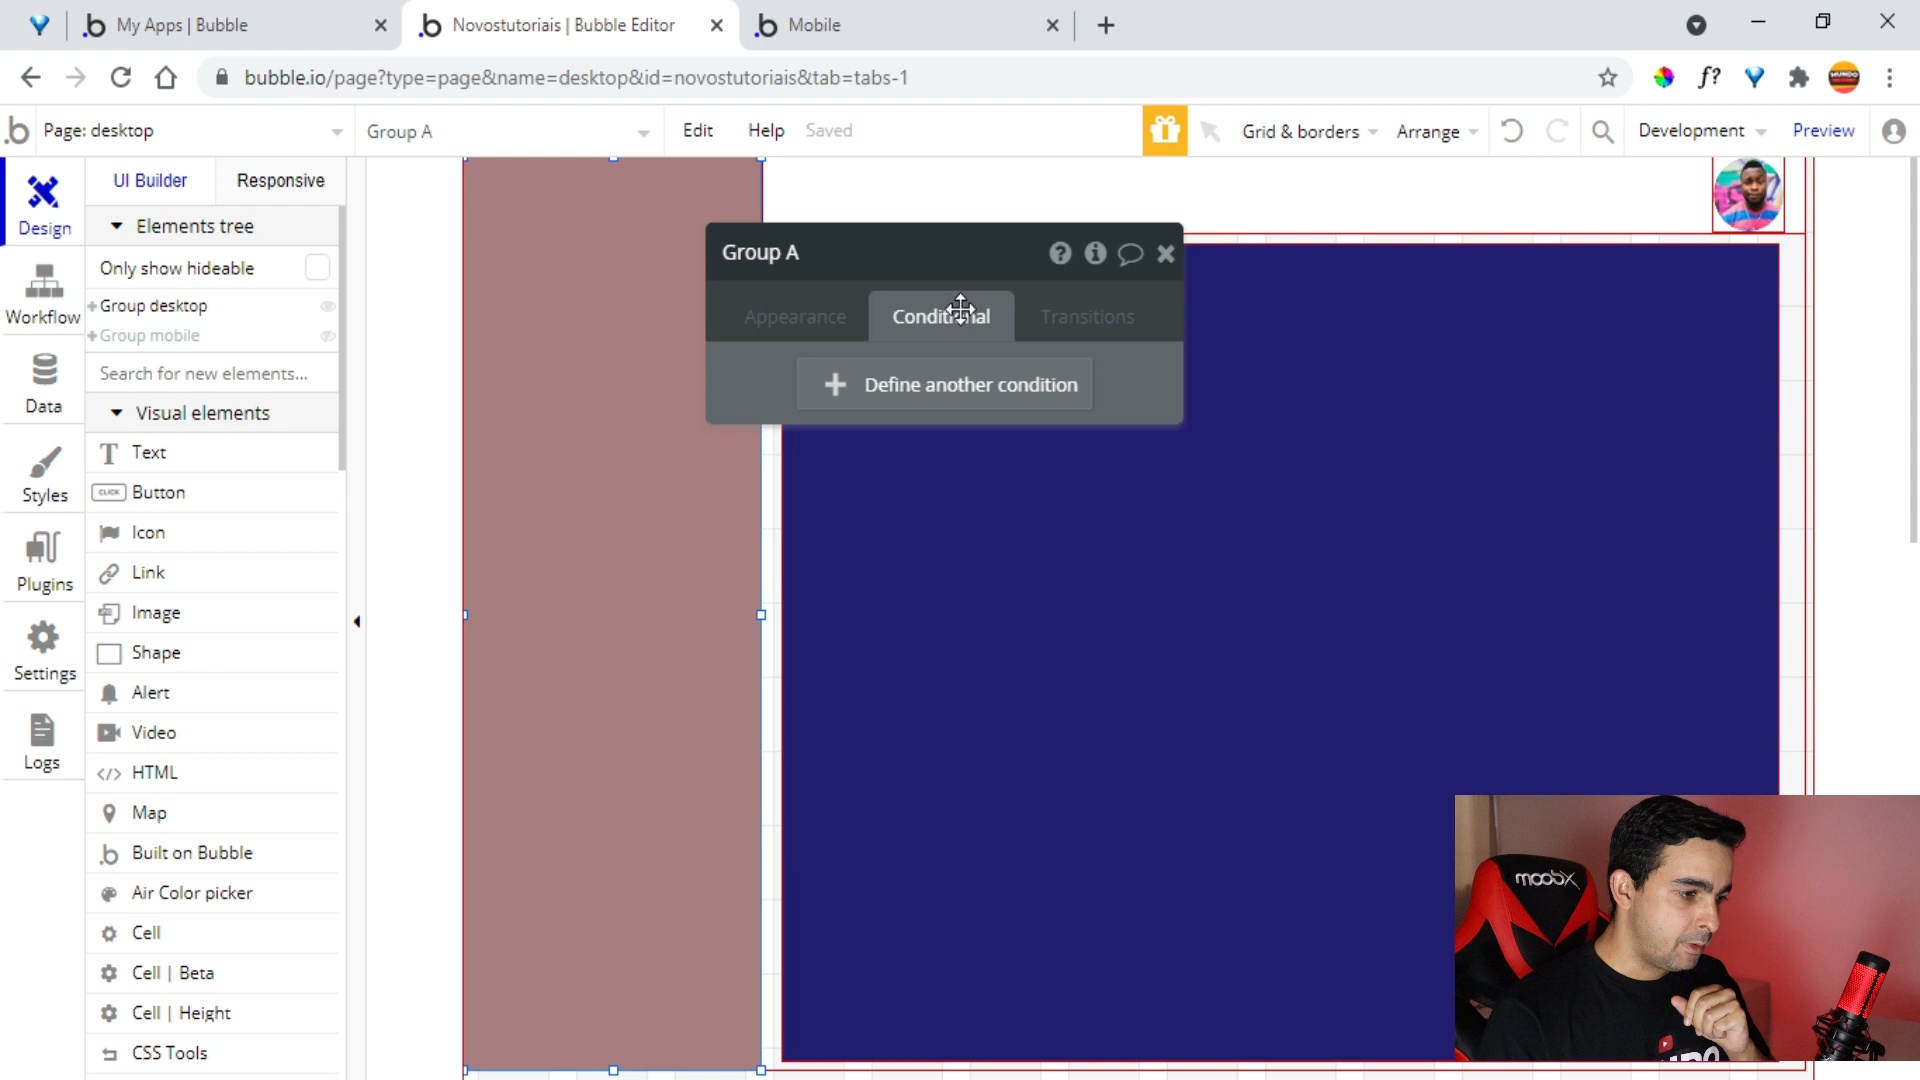 My Apps | Bubble
Novostutoriais | Bubble Editor
Mobile
bubble.io/page?type=page&name=desktop&id=novostutoriais&tab=tabs-1
f?
MUNDO
Page: desktop
Group A
Edit
Help
Saved
Grid & borders
Arrange
Development
Preview
Design
Workflow
Data
Styles
Plugins
Settings
Logs
UI Builder
Responsive
Elements tree
Only show hideable
Group desktop
Group mobile
Search for new elements...
Visual elements
Text
CLICK
Button
Icon
Link
Image
Shape
Alert
Video
HTML
Map
Built on Bubble
Air Color picker
Cell
Cell | Beta
Cell | Height
CSS Tools
Group A
Appearance
Conditional
Transitions
Define another condition
moobX